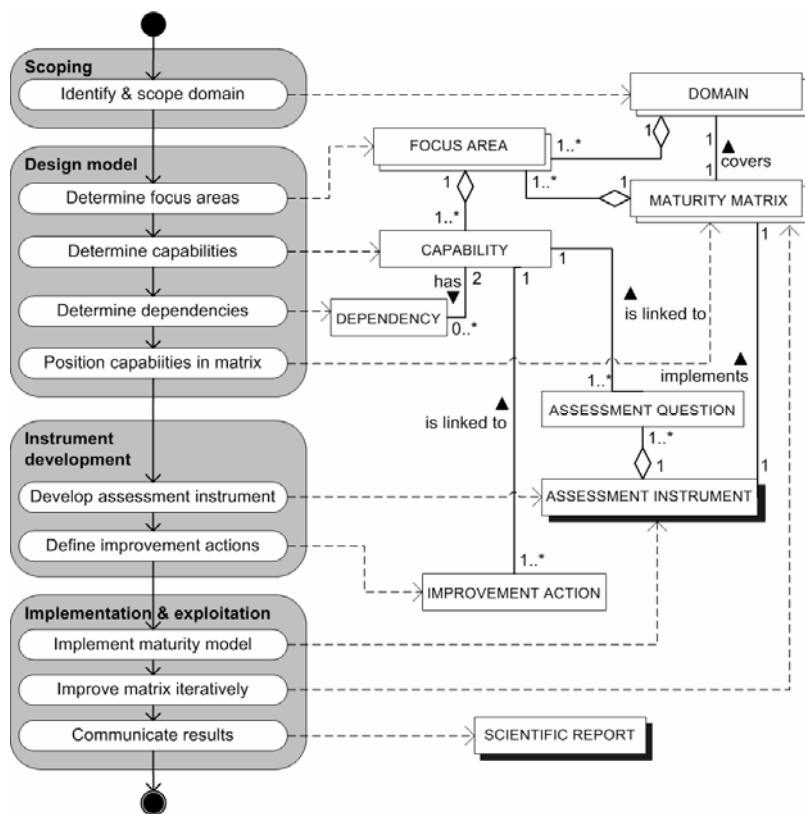 Scoping
Identify & scope domain
Design model
Determine focus areas
Determine capabilities
Determine dependencies
Position capabiities in matrix
Instrument
development
Develop assessment instrument
Define improvement actions
Implementation & exploitation
Implement maturity model
Improve matrix iteratively
Communicate results
DOMAIN
1
1
▲
covers
1..*
FOCUS AREA
1
1..*
1..*
1
1
MATURITY MATRIX
1
CAPABILITY
has
▼
2
1
1
DEPENDENCY
0..*
▲
is linked to
▲
implements
1..*
ASSESSMENT QUESTION
▲
is linked to
1..*
1
1
ASSESSMENT INSTRUMENT
1..*
IMPROVEMENT ACTION
SCIENTIFIC REPORT